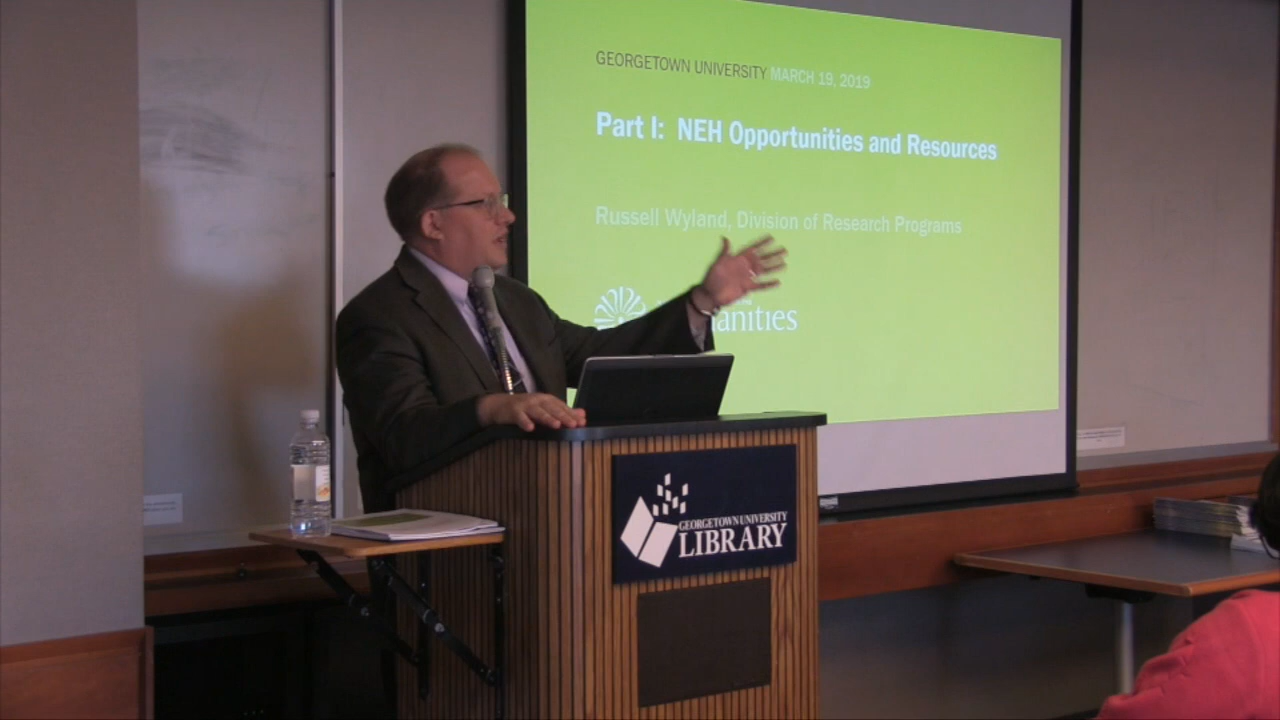 GEORGETOWN UNIVERSITY MARCH 19, 2019
Part I: NEH Opportunities and Resources
Russell Wyland, Division of Research Programs
anities
GEORGETOWN UNIVERSITY
LIBRARY